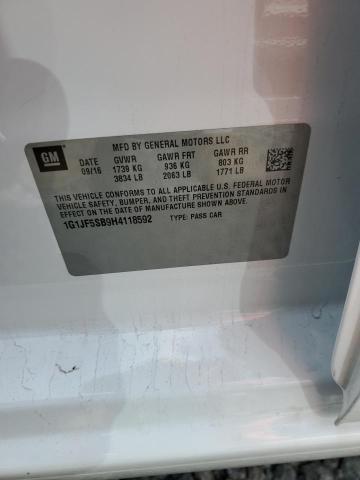 MFD BY GENERAL MOTORS LLC
GM
DATE GVWR GAWR FRT GAWR RR
09/16 1739 KG 936 KG 803 KG
3834 LB 2063 LB 1771 LB
THIS VEHICLE CONFORMS TO ALL APPLICABLE U.S. FEDERAL MOTOR
VEHICLE SAFETY, BUMPER, AND THEFT PREVENTION STANDARDS IN
EFFECT ON THE DATE OF MANUFACTURE SHOWN ABOVE.
1G1JF5SB9H4118592 TYPE: PASS CAR